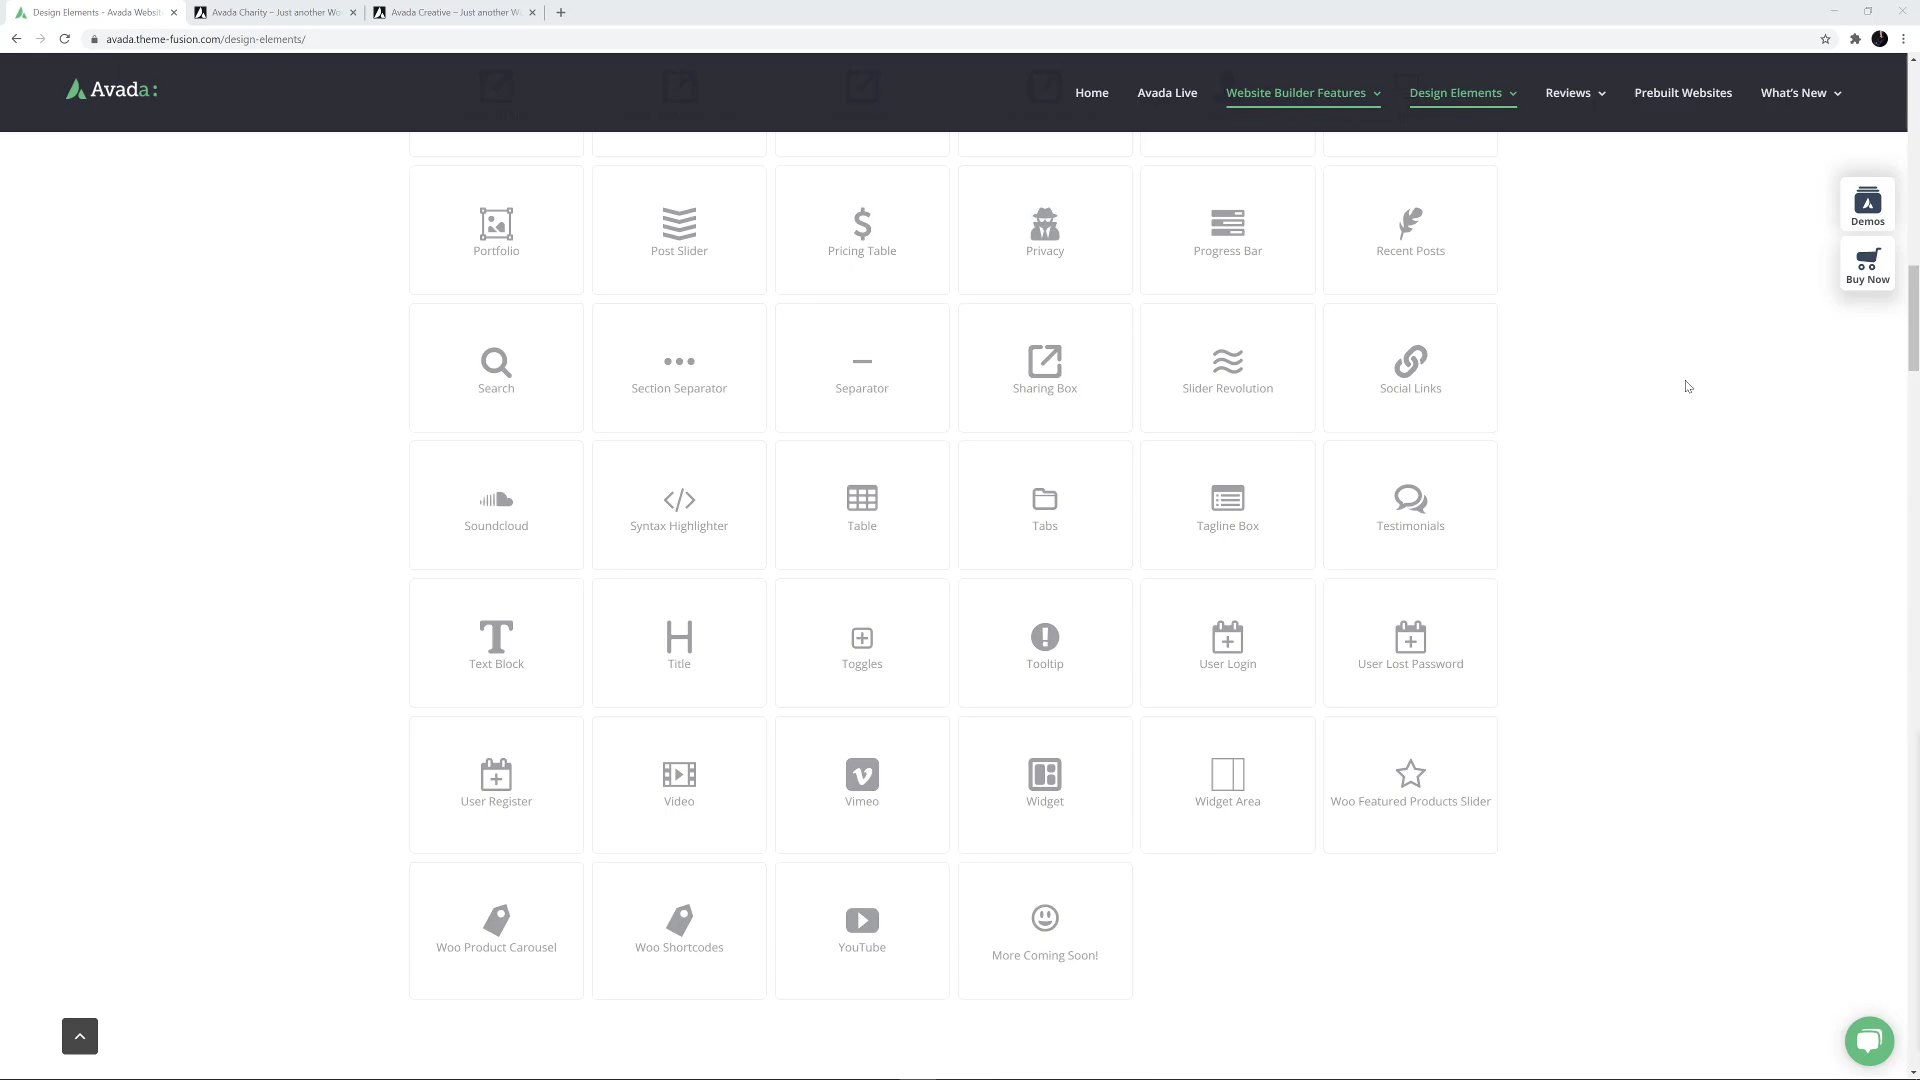 Design Elements - Avada Websit
Avada Charity – Just another Wo
Avada Creative – Just another W
avada.theme-fusion.com/design-elements/
Avada:
Home
Avada Live
Website Builder Features
Design Elements
Reviews
Prebuilt Websites
What's New
Demos
Buy Now
Portfolio
Post Slider
Pricing Table
Privacy
Progress Bar
Recent Posts
Search
Section Separator
Separator
Sharing Box
Slider Revolution
Social Links
Soundcloud
Syntax Highlighter
Table
Tabs
Tagline Box
Testimonials
Text Block
Title
Toggles
Tooltip
User Login
User Lost Password
User Register
Video
Vimeo
Widget
Widget Area
Woo Featured Products Slider
Woo Product Carousel
Woo Shortcodes
YouTube
More Coming Soon!